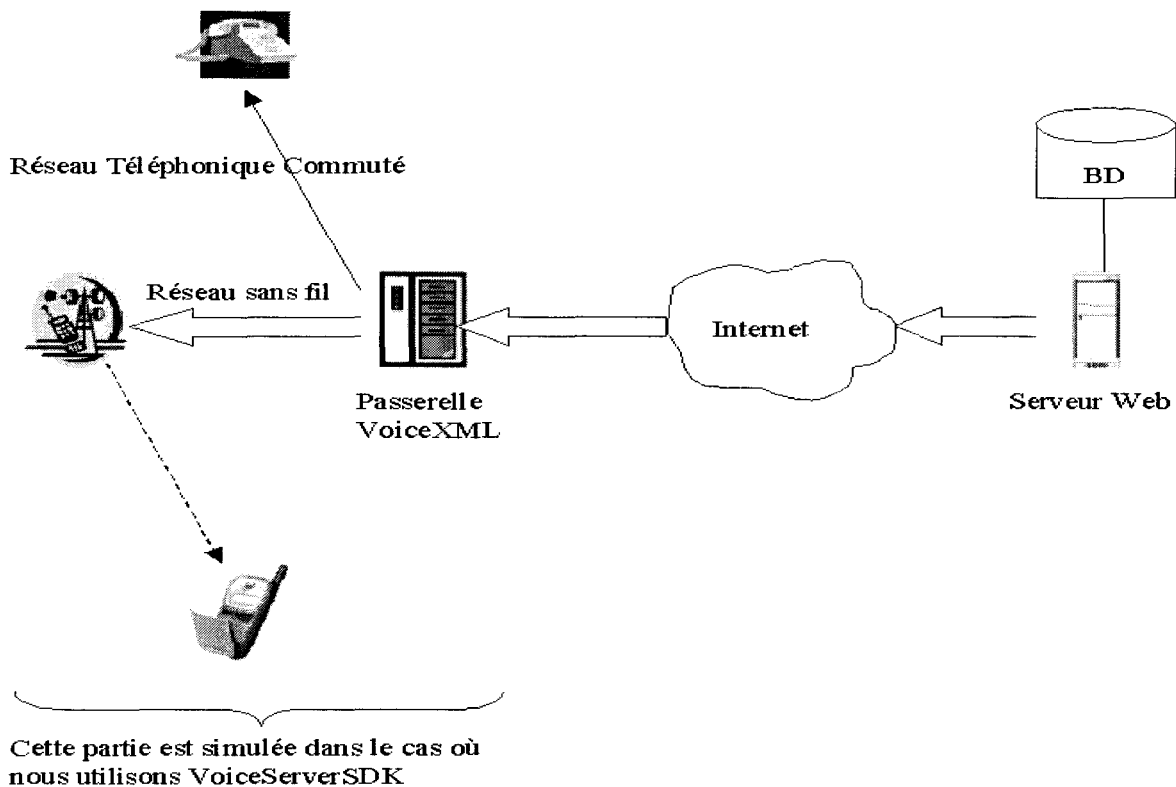 Réseau Téléphonique Commuté
BD
Réseau sans fil
Internet
Passerelle
VoiceXML
Serveur Web
Cette partie est simulée dans le cas où
nous utilisons VoiceServerSDK